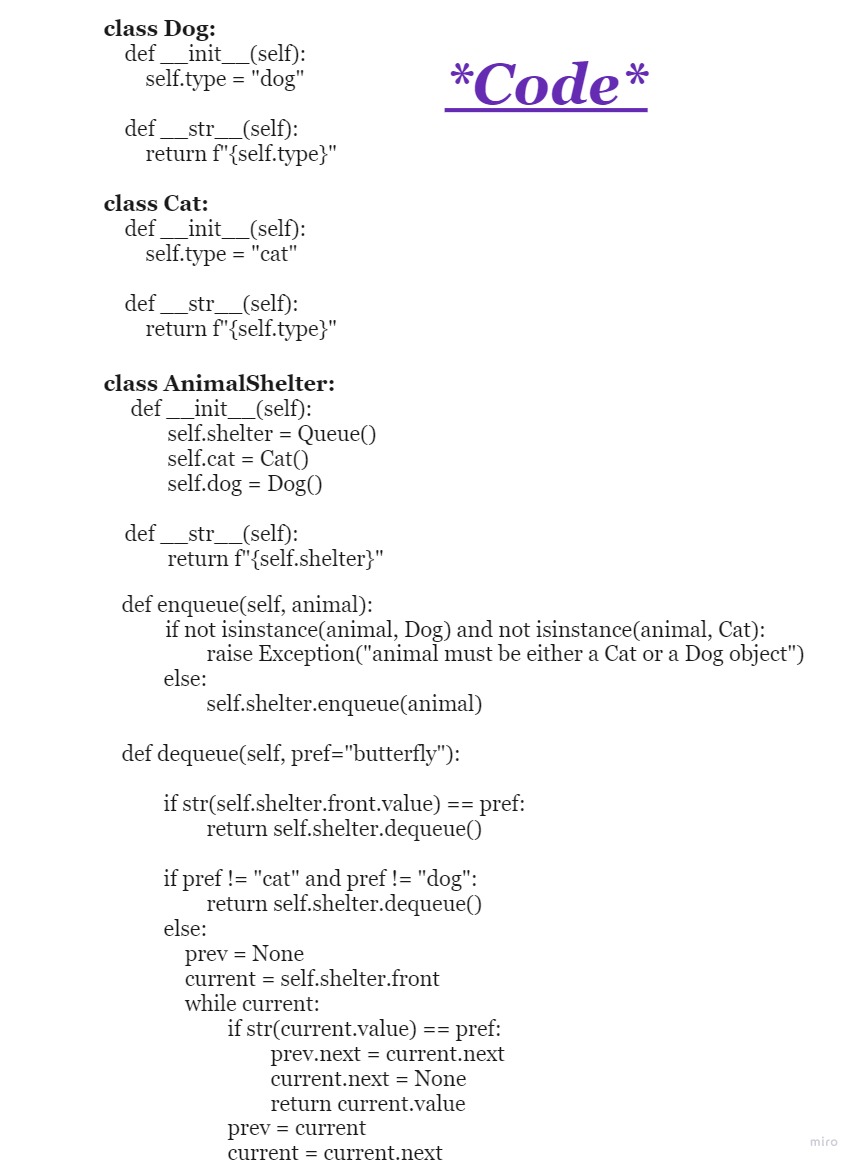 class Dog:
def __init__(self):
self.type = "dog"
*Code*
def __str__(self):
return f"{self.type}"
class Cat:
def __init__(self):
self.type = "cat"
def __str__(self):
return f"{self.type}"
class AnimalShelter:
def __init__(self):
self.shelter = Queue()
self.cat = Cat()
self.dog = Dog()
def __str__(self):
return f"{self.shelter}"
def enqueue(self, animal):
if not isinstance(animal, Dog) and not isinstance(animal, Cat):
raise Exception("animal must be either a Cat or a Dog object")
else:
self.shelter.enqueue(animal)
def dequeue(self, pref="butterfly"):
if str(self.shelter.front.value) == pref:
return self.shelter.dequeue()
if pref != "cat" and pref != "dog":
return self.shelter.dequeue()
else:
prev = None
current = self.shelter.front
while current:
if str(current.value) == pref:
prev.next = current.next
current.next = None
return current.value
prev = current
current = current.next
miro